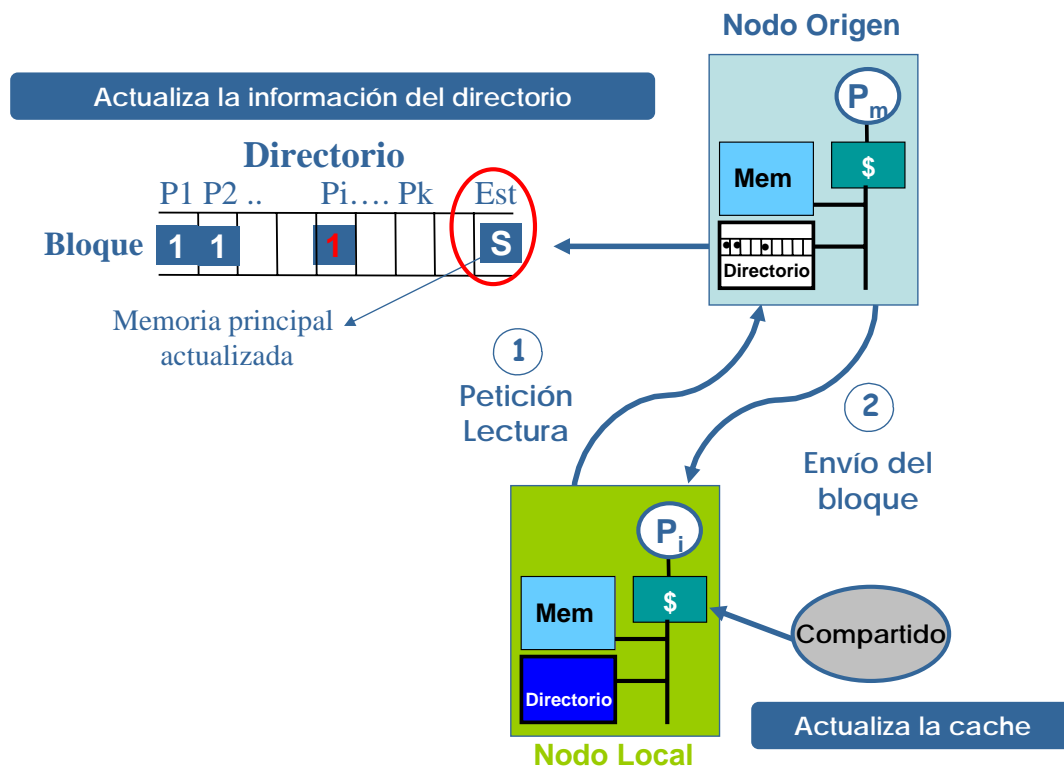 Nodo Origen
Actualiza la información del directorio
Directorio
P1 P2 .. Pi…. Pk Est
Bloque 1 1 1 S
Memoria principal
actualizada
Pm
Mem
$
Directorio
1
Petición
Lectura
2
Envío del
bloque
Pi
Mem
$
Directorio
Compartido
Actualiza la cache
Nodo Local